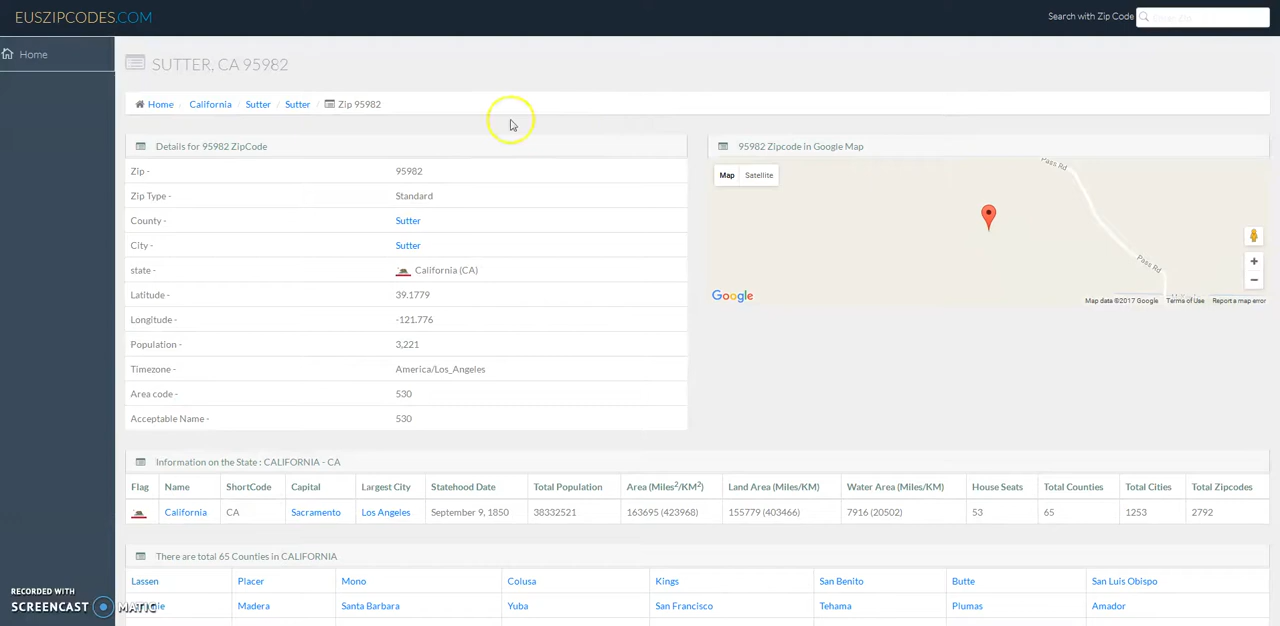 EUSZIPCODES.COM
Search with Zip Code
Home
SUTTER, CA 95982
Home California Sutter Sutter Zip 95982
Details for 95982 ZipCode
Zip - 95982
Zip Type - Standard
County - Sutter
City - Sutter
state - California (CA)
Latitude - 39.1779
Longitude - -121.776
Population - 3,221
Timezone - America/Los_Angeles
Area code - 530
Acceptable Name - 530
95982 Zipcode in Google Map
Map Satellite
Pass Rd
Pass Rd
Google
Map data ©2017 Google Terms of Use Report a map error
Information on the State : CALIFORNIA - CA
Flag Name ShortCode Capital Largest City Statehood Date Total Population Area (Miles²/KM²) Land Area (Miles/KM) Water Area (Miles/KM) House Seats Total Counties Total Cities Total Zipcodes
California CA Sacramento Los Angeles September 9, 1850 38332521 163695 (423968) 155779 (403466) 7916 (20502) 53 65 1253 2792
There are total 65 Counties in CALIFORNIA
Lassen Placer Mono Colusa Kings San Benito Butte San Luis Obispo
Madera Santa Barbara Yuba San Francisco Tehama Plumas Amador
RECORDED WITH
SCREENCAST MATIC